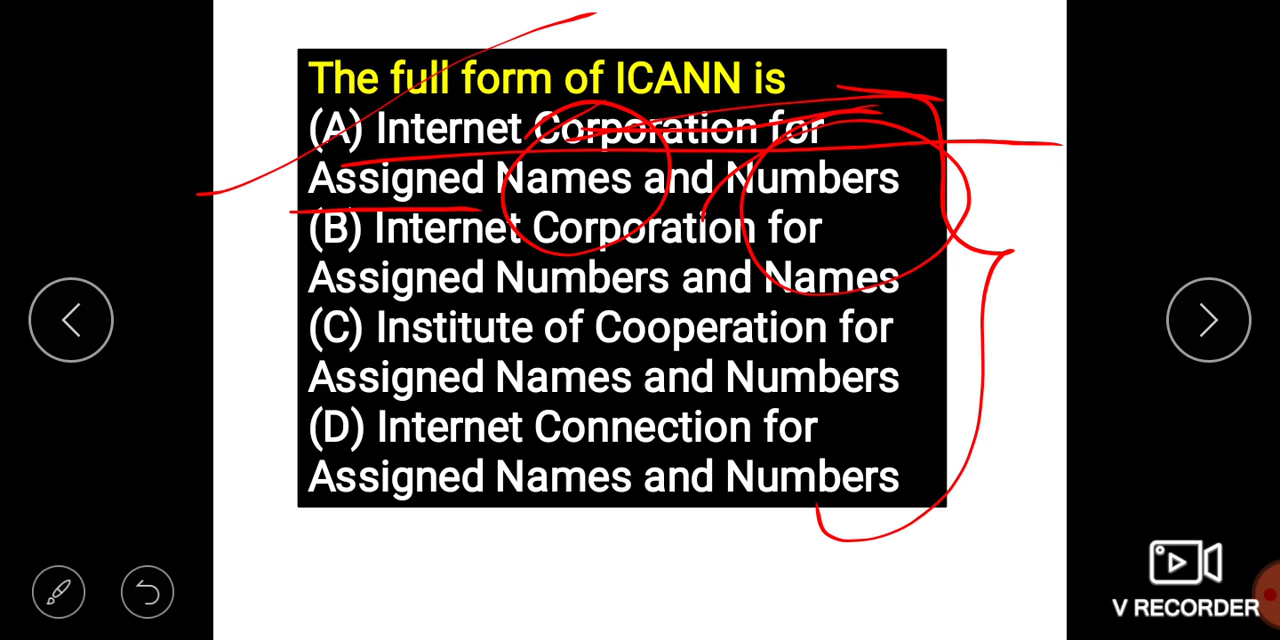 The full form of ICANN is
(A) Internet Corporation for
Assigned Names and Numbers
(B) Internet Corporation for
Assigned Numbers and Names
(C) Institute of Cooperation for
Assigned Names and Numbers
(D) Internet Connection for
Assigned Names and Numbers
V RECORDER